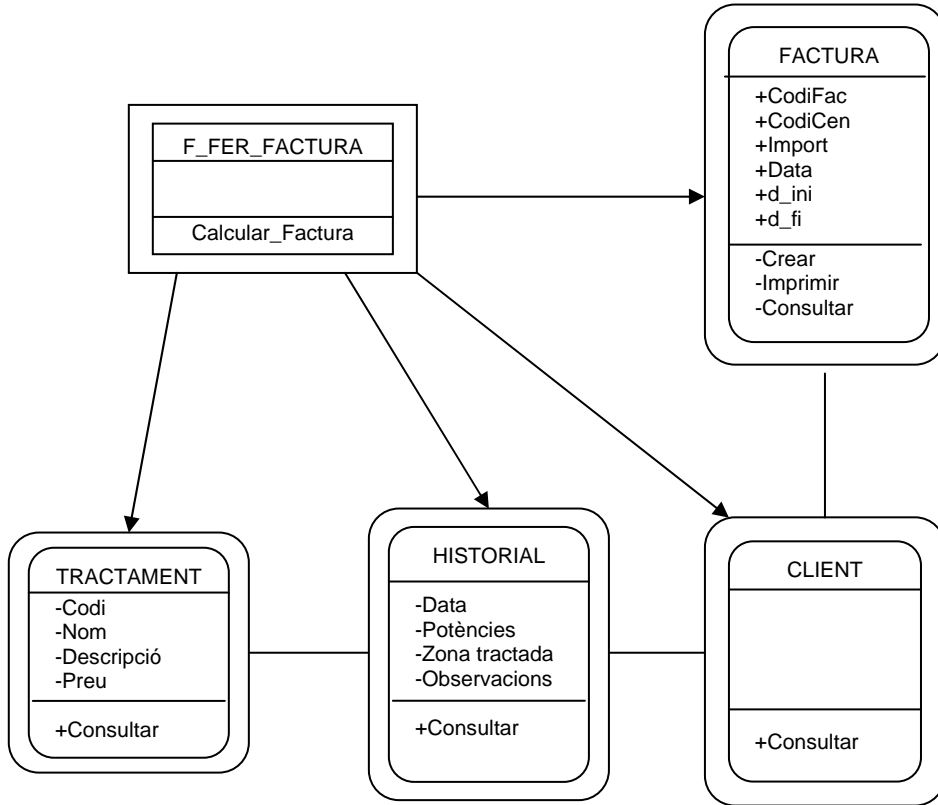 FACTURA
+CodiFac
+CodiCen
+Import
+Data
+d_ini
+d_fi
-Crear
-Imprimir
-Consultar
F_FER_FACTURA
Calcular_Factura
TRACTAMENT
-Codi
-Nom
-Descripció
-Preu
+Consultar
HISTORIAL
-Data
-Potències
-Zona tractada
-Observacions
+Consultar
CLIENT
+Consultar